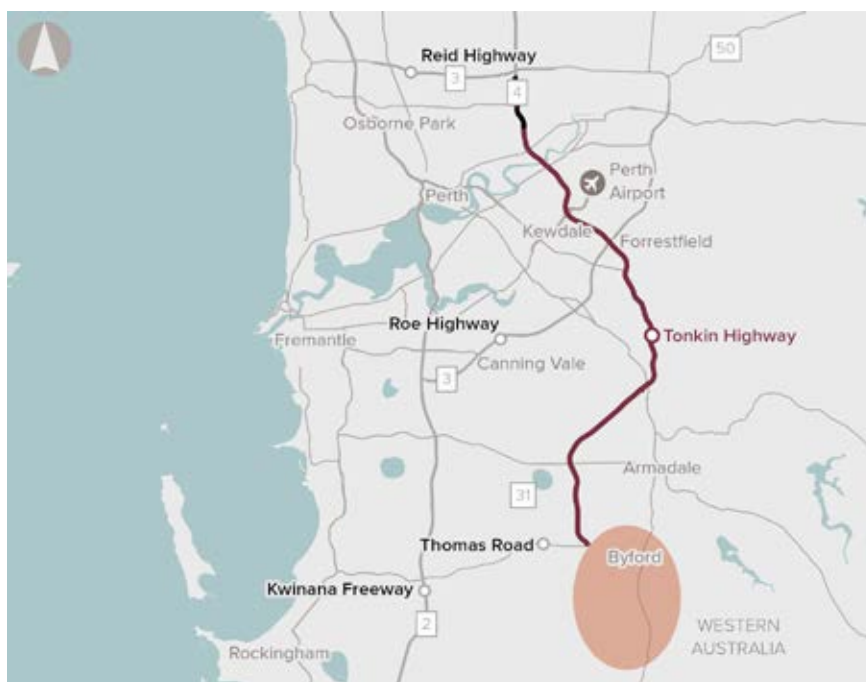 Reid Highway
3
50
4
Osborne Park
Perth
Airport
Perth
Kewdale
Forrestfield
Roe Highway
Tonkin Highway
Fremantle
Canning Vale
3
Armadale
31
Thomas Road
Byford
Kwinana Freeway
2
WESTERN
AUSTRALIA
Rockingham